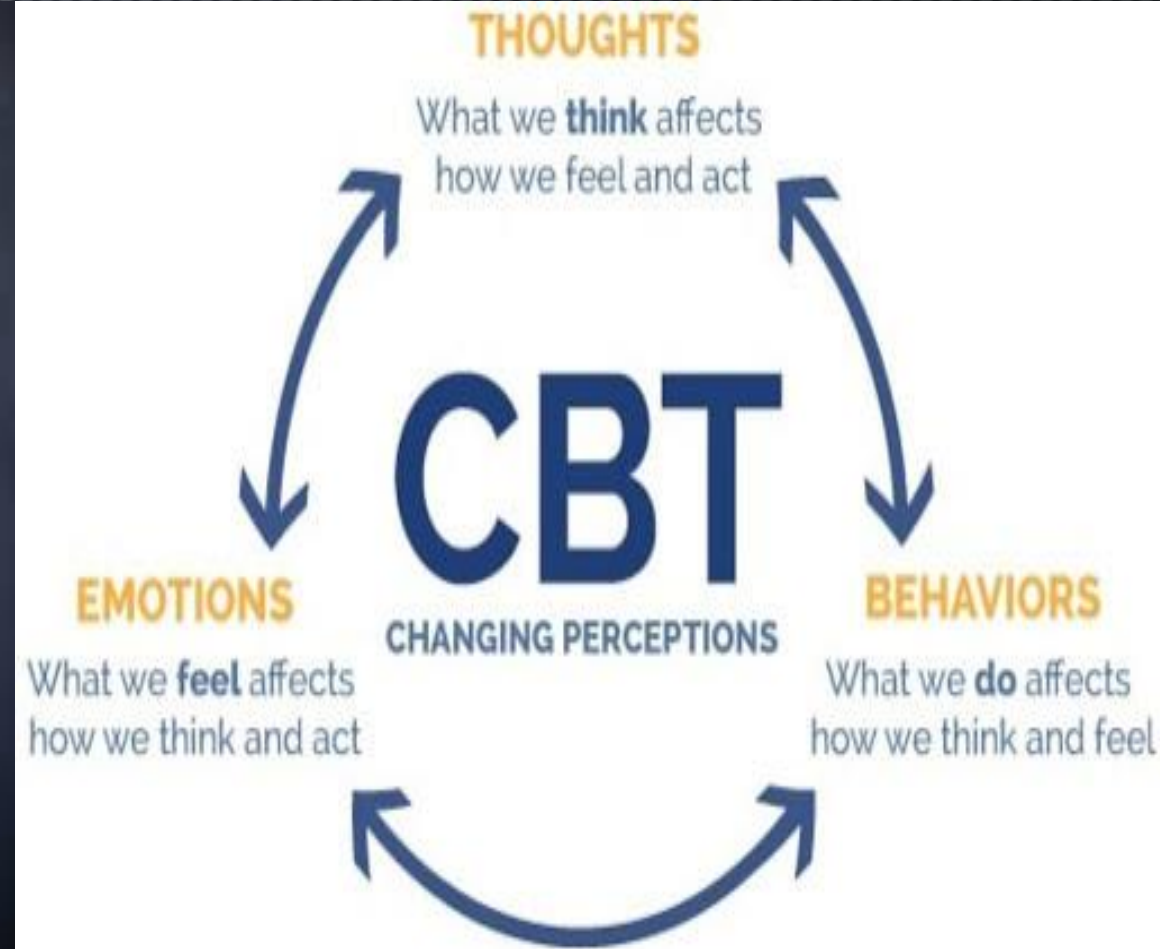 THOUGHTS
What we think affects
how we feel and act
CBT
CHANGING PERCEPTIONS
EMOTIONS
What we feel affects
how we think and act
BEHAVIORS
What we do affects
how we think and feel